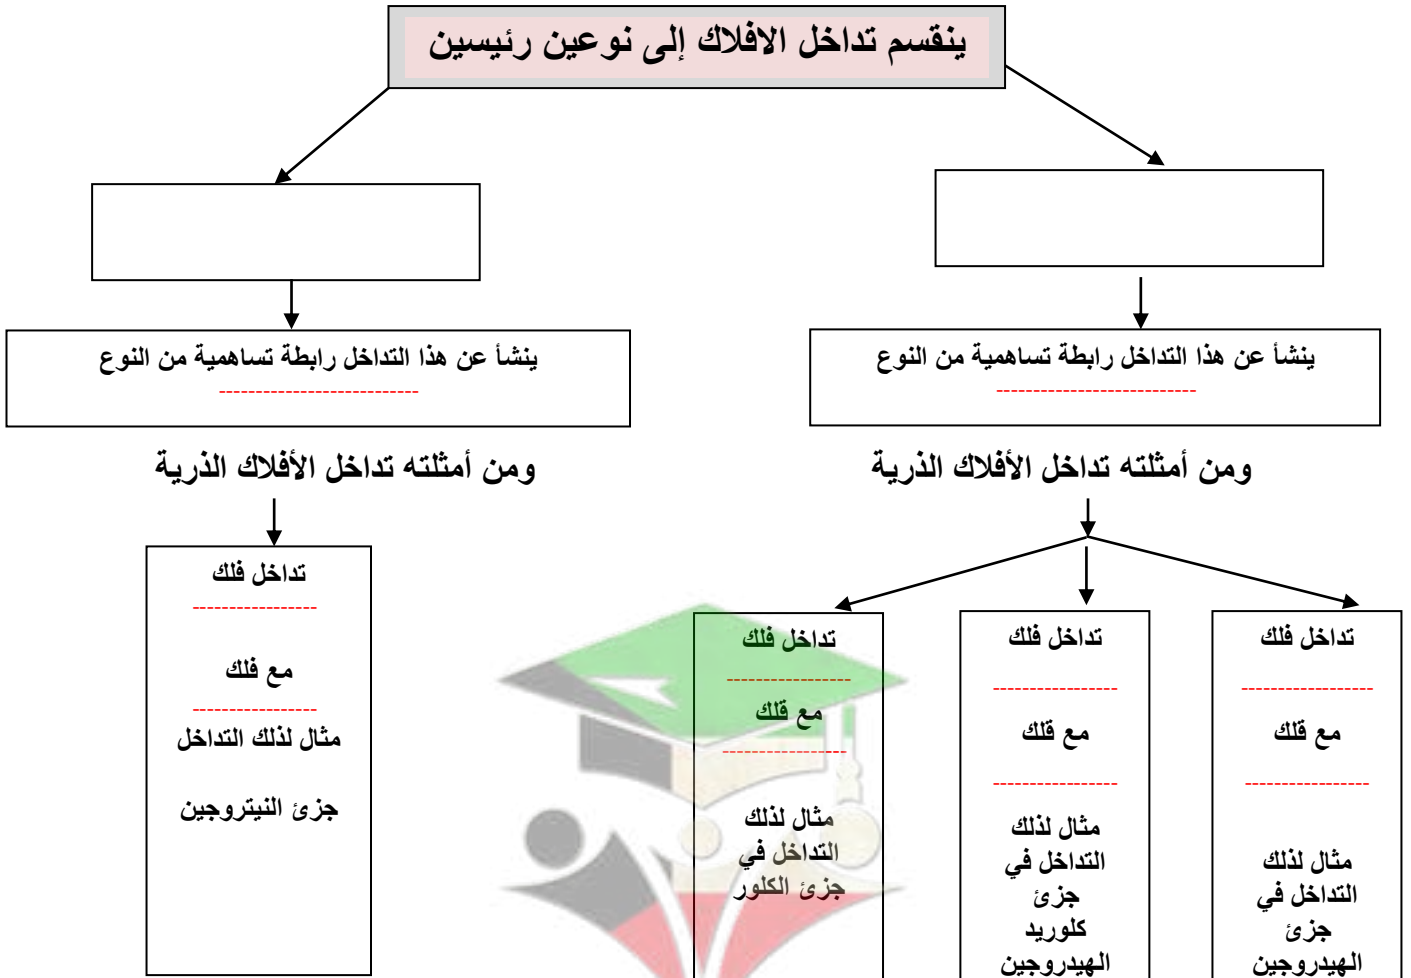 ينقسم تداخل الافلاك إلى نوعين رئيسين
ينشأ عن هذا التداخل رابطة تساهمية من النوع
---------------------------
ينشأ عن هذا التداخل رابطة تساهمية من النوع
---------------------------
ومن أمثلته تداخل الأفلاك الذرية
ومن أمثلته تداخل الأفلاك الذرية
تداخل فلك
------------------
مع قلك
-----------------
مثال لذلك
التداخل في
جزئ
الهيدروجين
تداخل فلك
-----------------
مع قلك
-----------------
مثال لذلك
التداخل في
جزئ
كلوريد
الهيدروجين
تداخل فلك
-----------------
مع قلك
-----------------
مثال لذلك
التداخل في
جزئ الكلور
تداخل فلك
-----------------
مع فلك
-----------------
مثال لذلك التداخل
جزئ النيتروجين